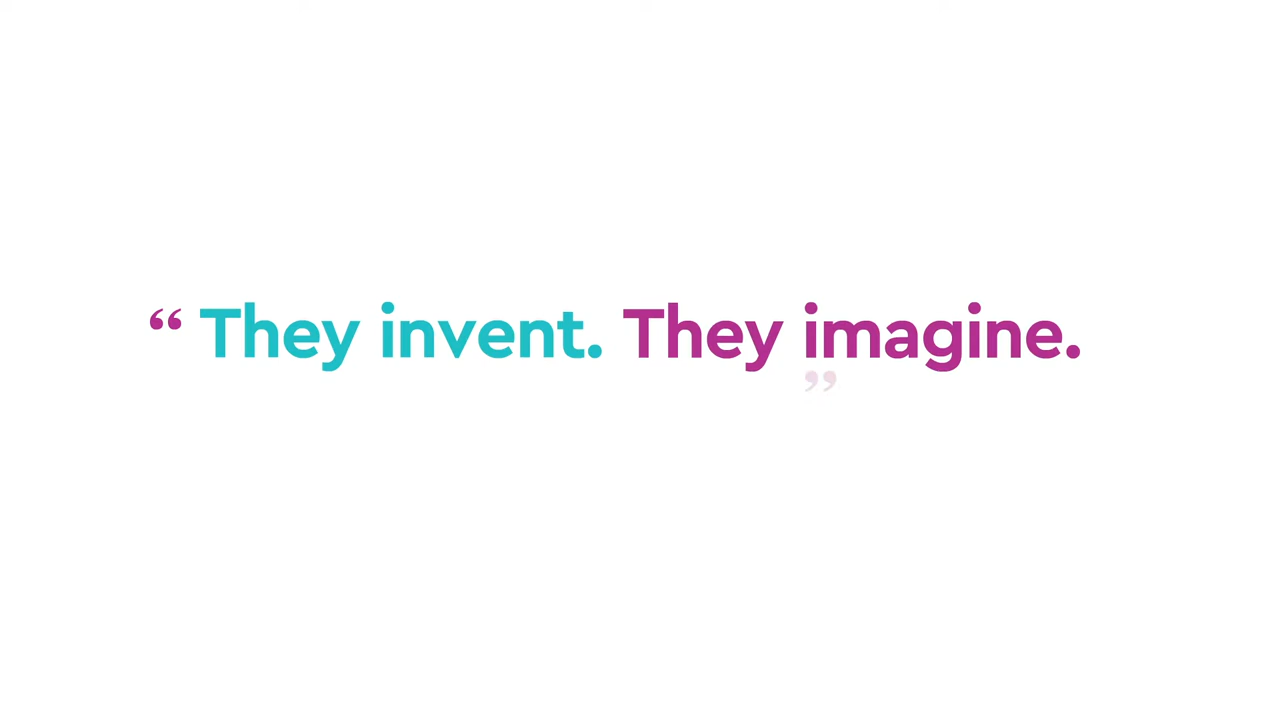 “ They invent. They imagine.
”